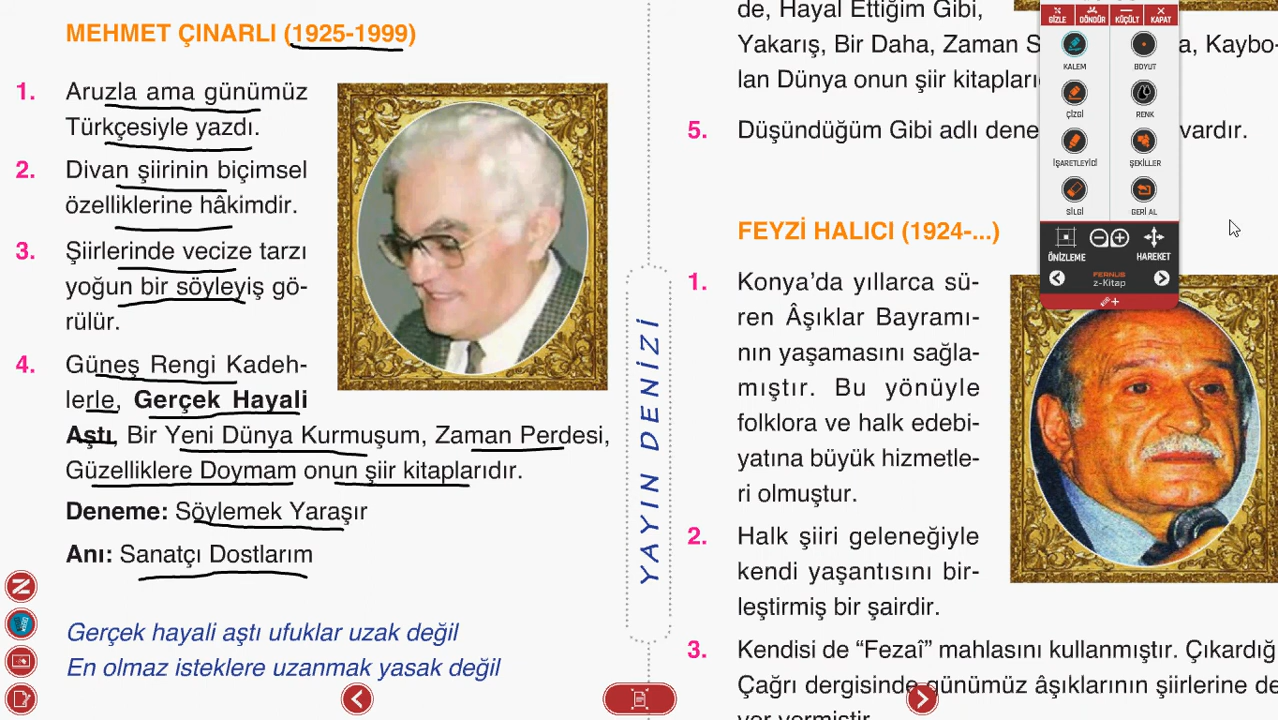 MEHMET ÇINARLI (1925-1999)
1. Aruzla ama günümüz
Türkçesiyle yazdı.
2. Divan şiirinin biçimsel
özelliklerine hâkimdir.
3. Şiirlerinde vecize tarzı
yoğun bir söyleyiş gö-
rülür.
4. Güneş Rengi Kadeh-
lerle, Gerçek Hayali
Aştı, Bir Yeni Dünya Kurmuşum, Zaman Perdesi,
Güzelliklere Doymam onun şiir kitaplarıdır.
Deneme: Söylemek Yaraşır
Anı: Sanatçı Dostlarım
Gerçek hayali aştı ufuklar uzak değil
En olmaz isteklere uzanmak yasak değil
YAYIN DENİZİ
de, Hayal Ettiğim Gibi,
Yakarış, Bir Daha, Zaman S a, Kaybo-
lan Dünya onun şiir kitapları
5. Düşündüğüm Gibi adlı dene vardır.
FEYZİ HALICI (1924-...)
1. Konya'da yıllarca sü-
ren Âşıklar Bayramı-
nın yaşamasını sağla-
mıştır. Bu yönüyle
folklora ve halk edebi-
yatına büyük hizmetle-
ri olmuştur.
2. Halk şiiri geleneğiyle
kendi yaşantısını bir-
leştirmiş bir şairdir.
3. Kendisi de “Fezaî” mahlasını kullanmıştır. Çıkardığ
Çağrı dergisinde günümüz âşıklarının şiirlerine de
yer vermiştir.
GİZLE DÖNDÜR KÜÇÜLT KAPAT
KALEM BOYUT
ÇİZGİ RENK
İŞARETLEYİCİ ŞEKİLLER
SİLGİ GERİ AL
ÖNİZLEME HAREKET
FERNUS
z-Kitap